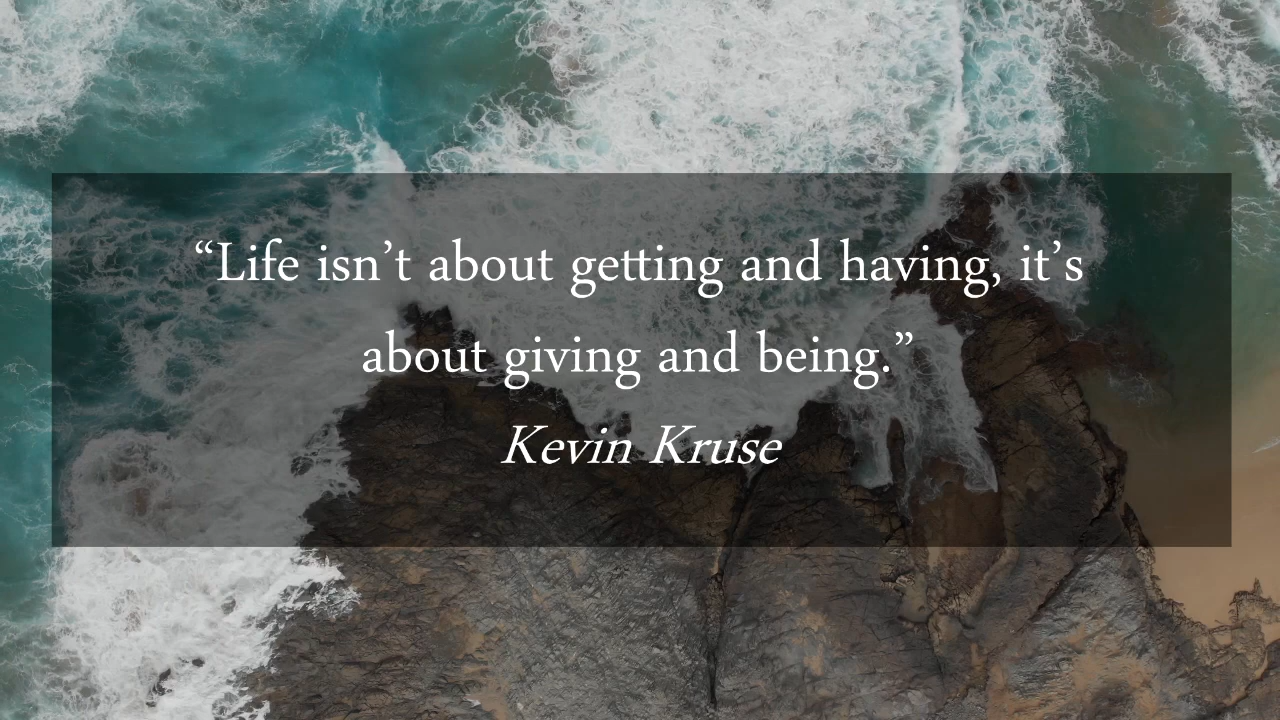 “Life isn’t about getting and having, it’s
about giving and being.”
Kevin Kruse